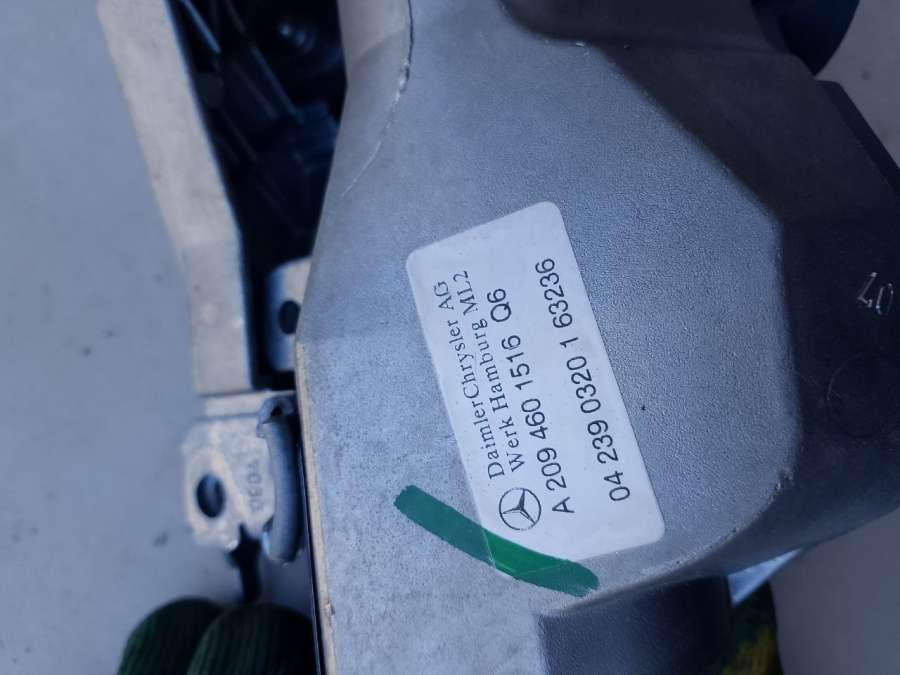 DaimlerChrysler AG
Werk Hamburg ML2
A 209 460 1516 Q6
04 239 0320 1 63236